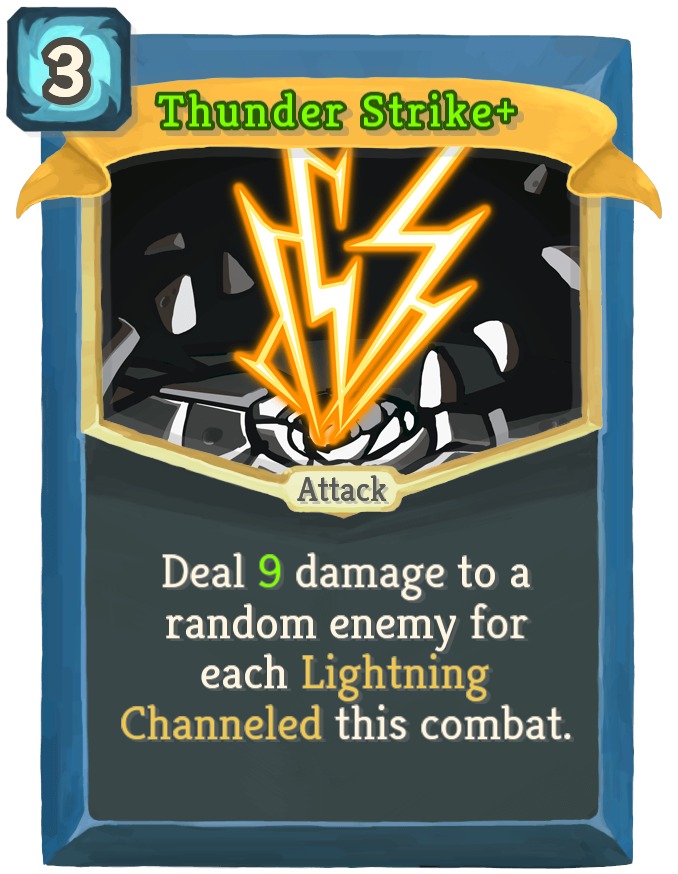 3
Thunder Strike+
Attack
Deal 9 damage to a
random enemy for
each Lightning
Channeled this combat.